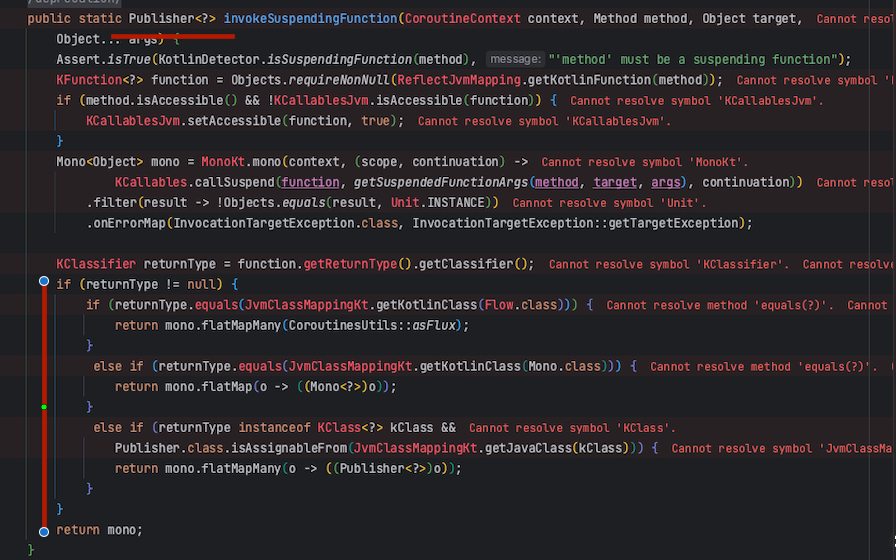 /deprecation/
public static Publisher<?> invokeSuspendingFunction(CoroutineContext context, Method method, Object target,  Cannot reso
Object... args) {
Assert.isTrue(KotlinDetector.isSuspendingFunction(method), message: "'method' must be a suspending function");
KFunction<?> function = Objects.requireNonNull(ReflectJvmMapping.getKotlinFunction(method));  Cannot resolve symbol '
if (method.isAccessible() && !KCallablesJvm.isAccessible(function)) {  Cannot resolve symbol 'KCallablesJvm'.
KCallablesJvm.setAccessible(function, true);  Cannot resolve symbol 'KCallablesJvm'.
}
Mono<Object> mono = MonoKt.mono(context, (scope, continuation) ->  Cannot resolve symbol 'MonoKt'.
KCallables.callSuspend(function, getSuspendedFunctionArgs(method, target, args), continuation))  Cannot reso
.filter(result -> !Objects.equals(result, Unit.INSTANCE))  Cannot resolve symbol 'Unit'.
.onErrorMap(InvocationTargetException.class, InvocationTargetException::getTargetException);
KClassifier returnType = function.getReturnType().getClassifier();  Cannot resolve symbol 'KClassifier'.  Cannot resolve
if (returnType != null) {
if (returnType.equals(JvmClassMappingKt.getKotlinClass(Flow.class))) {  Cannot resolve method 'equals(?)'.  Cannot
return mono.flatMapMany(CoroutinesUtils::asFlux);
}
else if (returnType.equals(JvmClassMappingKt.getKotlinClass(Mono.class))) {  Cannot resolve method 'equals(?)'.
return mono.flatMap(o -> ((Mono<?>)o));
}
else if (returnType instanceof KClass<?> kClass &&  Cannot resolve symbol 'KClass'.
Publisher.class.isAssignableFrom(JvmClassMappingKt.getJavaClass(kClass))) {  Cannot resolve symbol 'JvmClassMa
return mono.flatMapMany(o -> ((Publisher<?>)o));
}
}
return mono;
}